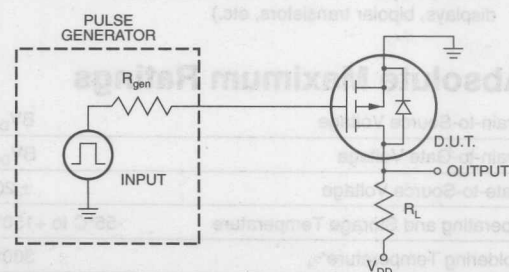 displays, bipolar transistors, etc.)
PULSE
GENERATOR
Absolute Maximum Ratings
Rgen
Drain-to-Source Voltage
Drain-to-Gate Voltage
D.U.T.
INPUT
OUTPUT
Gate-to-Source Voltage
RL
Operating and Storage Temperature
Soldering Temperature*
VDD